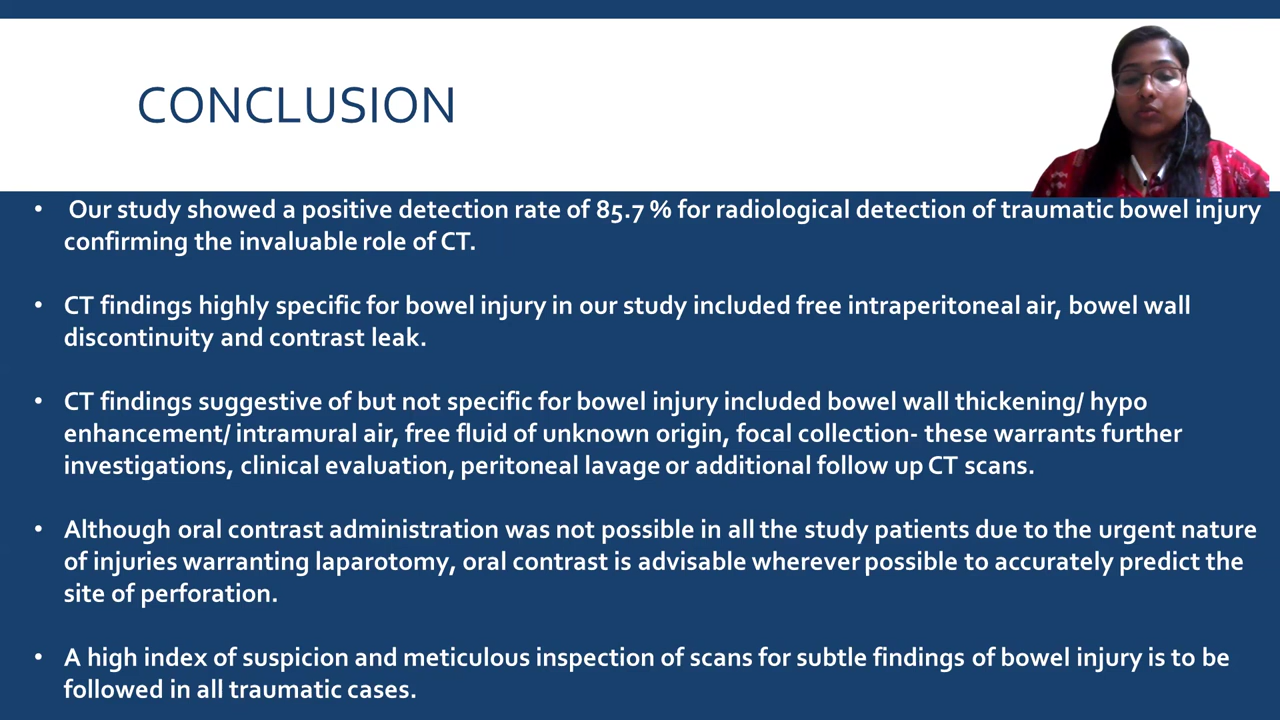 CONCLUSION
• Our study showed a positive detection rate of 85.7 % for radiological detection of traumatic bowel injury
confirming the invaluable role of CT.
• CT findings highly specific for bowel injury in our study included free intraperitoneal air, bowel wall
discontinuity and contrast leak.
• CT findings suggestive of but not specific for bowel injury included bowel wall thickening/ hypo
enhancement/ intramural air, free fluid of unknown origin, focal collection- these warrants further
investigations, clinical evaluation, peritoneal lavage or additional follow up CT scans.
• Although oral contrast administration was not possible in all the study patients due to the urgent nature
of injuries warranting laparotomy, oral contrast is advisable wherever possible to accurately predict the
site of perforation.
• A high index of suspicion and meticulous inspection of scans for subtle findings of bowel injury is to be
followed in all traumatic cases.